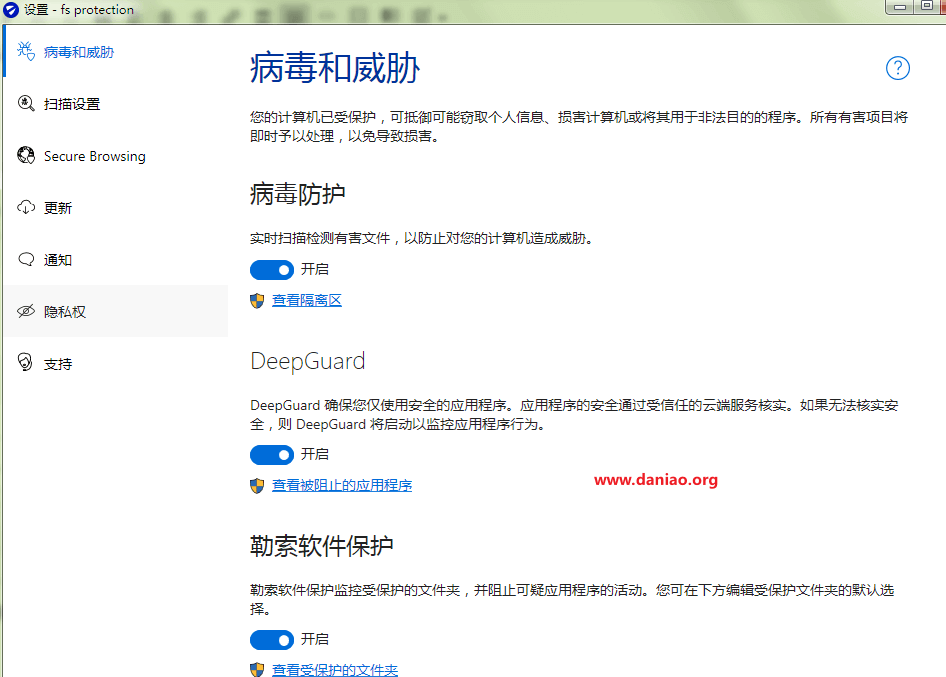 设置 - fs protection
病毒和威胁
扫描设置
Secure Browsing
更新
通知
隐私权
支持
病毒和威胁
?
您的计算机已受保护，可抵御可能窃取个人信息、损害计算机或将其用于非法目的的程序。所有有害项目将
即时予以处理，以免导致损害。
病毒防护
实时扫描检测有害文件，以防止对您的计算机造成威胁。
开启
查看隔离区
DeepGuard
DeepGuard 确保您仅使用安全的应用程序。应用程序的安全通过受信任的云端服务核实。如果无法核实安
全，则 DeepGuard 将启动以监控应用程序行为。
开启
查看被阻止的应用程序
www.daniao.org
勒索软件保护
勒索软件保护监控受保护的文件夹，并阻止可疑应用程序的活动。您可在下方编辑受保护文件夹的默认选
择。
开启
查看受保护的文件夹